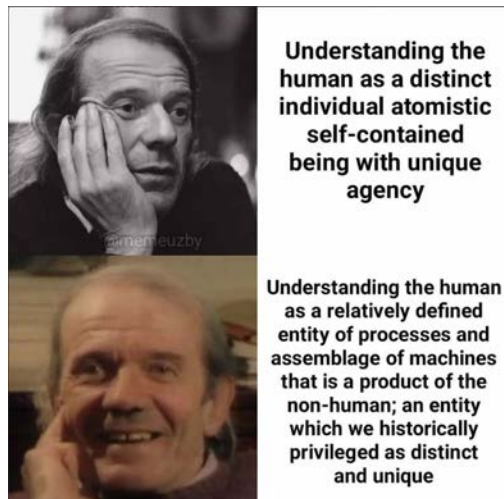 Understanding the
human as a distinct
individual atomistic
self-contained
being with unique
agency
@memeuzby
Understanding the human
as a relatively defined
entity of processes and
assemblage of machines
that is a product of the
non-human; an entity
which we historically
privileged as distinct
and unique